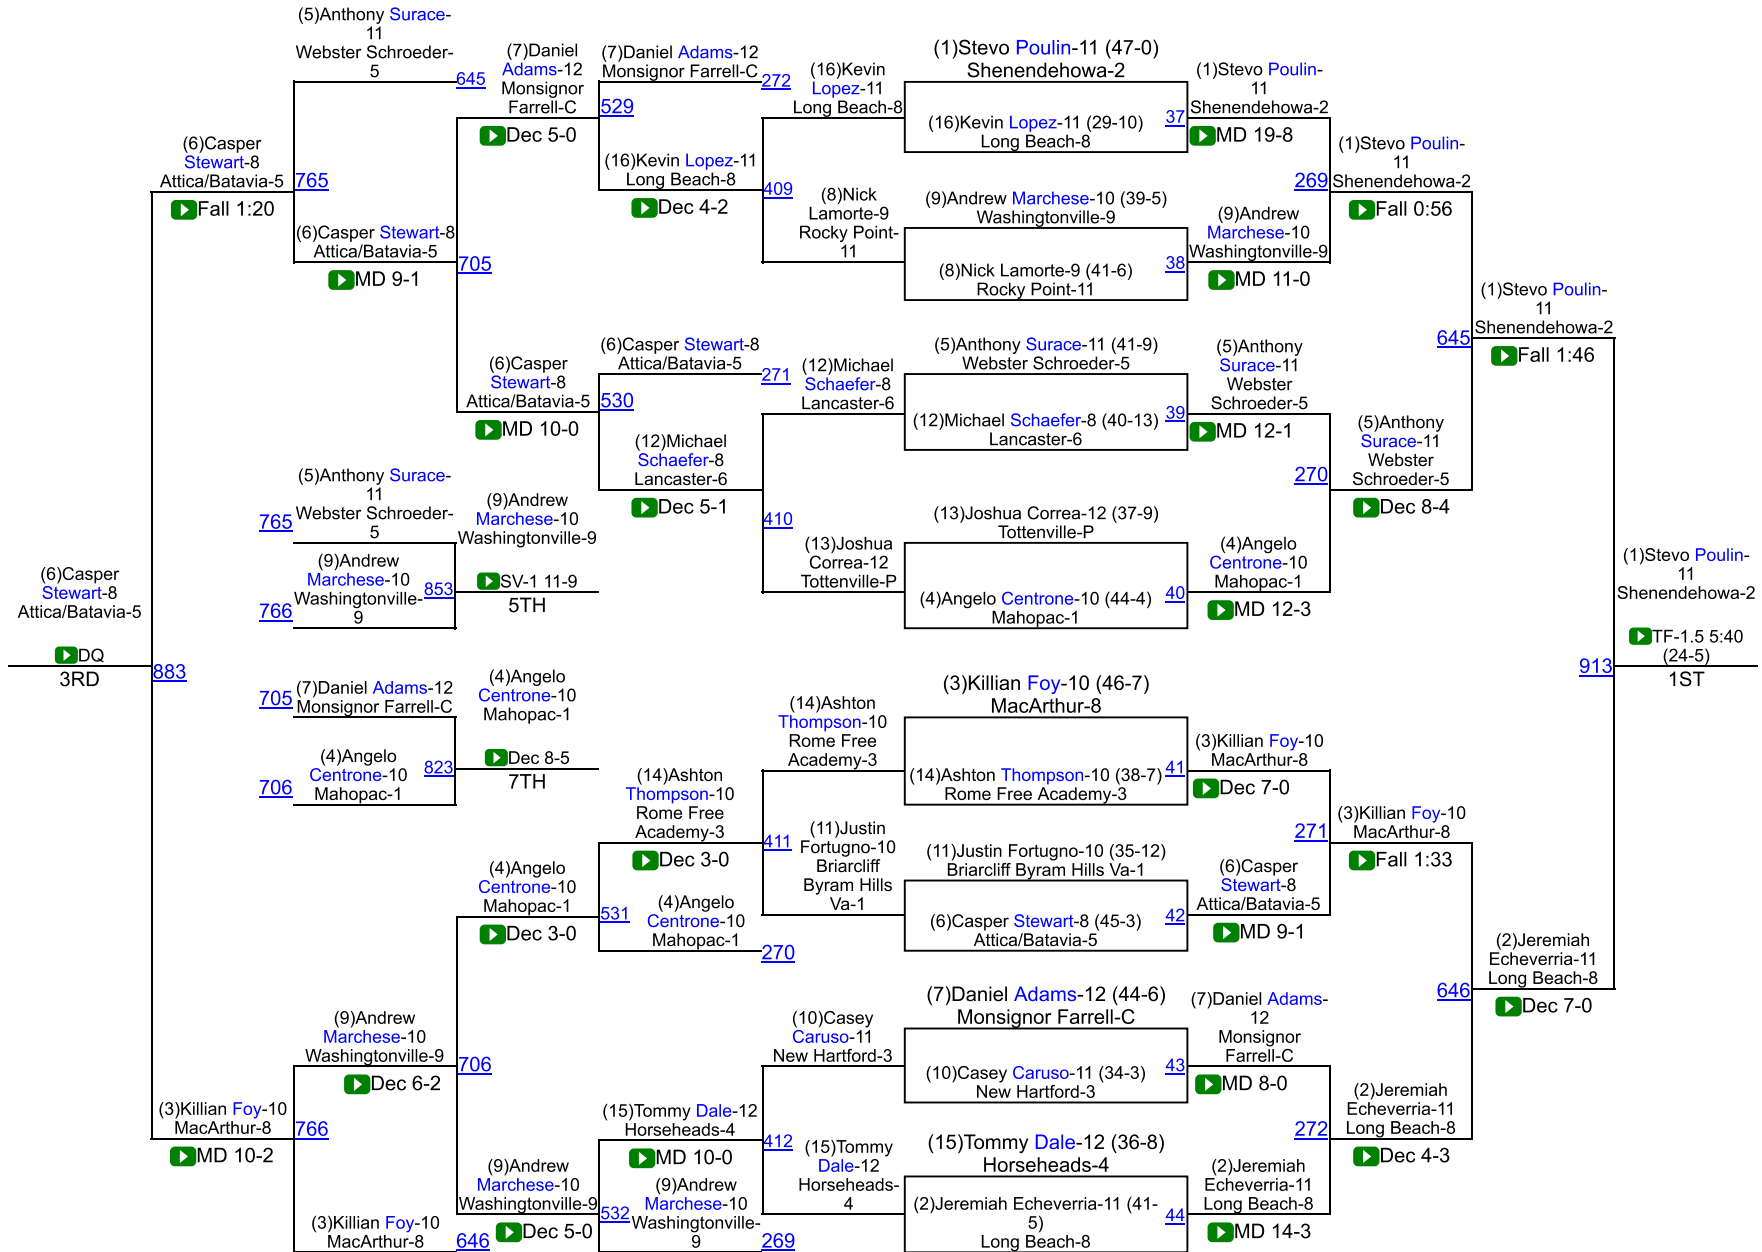 (5)Anthony Surace-
11
Webster Schroeder-
5
645
(6)Casper
Stewart-8
Attica/Batavia-5
Fall 1:20
765
(6)Casper Stewart-8
Attica/Batavia-5
MD 9-1
705
(7)Daniel
Adams-12
Monsignor
Farrell-C
Dec 5-0
529
(7)Daniel Adams-12
Monsignor Farrell-C
272
(16)Kevin Lopez-11
Long Beach-8
Dec 4-2
409
(16)Kevin
Lopez-11
Long Beach-8
(8)Nick
Lamorte-9
Rocky Point-
11
(1)Stevo Poulin-11 (47-0)
Shenendehowa-2
(16)Kevin Lopez-11 (29-10)
Long Beach-8
37
(9)Andrew Marchese-10 (39-5)
Washingtonville-9
(8)Nick Lamorte-9 (41-6)
Rocky Point-11
38
(1)Stevo Poulin-
11
Shenendehowa-2
MD 19-8
269
(9)Andrew
Marchese-10
Washingtonville-9
MD 11-0
(1)Stevo Poulin-
11
Shenendehowa-2
Fall 0:56
(1)Stevo Poulin-
11
Shenendehowa-2
645
Fall 1:46
(6)Casper
Stewart-8
Attica/Batavia-5
MD 10-0
530
(6)Casper Stewart-8
Attica/Batavia-5
271
(12)Michael
Schaefer-8
Lancaster-6
Dec 5-1
410
(12)Michael
Schaefer-8
Lancaster-6
(13)Joshua
Correa-12
Tottenville-P
(5)Anthony Surace-11 (41-9)
Webster Schroeder-5
(12)Michael Schaefer-8 (40-13)
Lancaster-6
39
(13)Joshua Correa-12 (37-9)
Tottenville-P
(4)Angelo Centrone-10 (44-4)
Mahopac-1
40
(5)Anthony
Surace-11
Webster
Schroeder-5
MD 12-1
270
(4)Angelo
Centrone-10
Mahopac-1
MD 12-3
(5)Anthony
Surace-11
Webster
Schroeder-5
Dec 8-4
(5)Anthony Surace-
11
Webster Schroeder-
5
765
(9)Andrew
Marchese-10
Washingtonville-
9
766
853
(9)Andrew
Marchese-10
Washingtonville-9
SV-1 11-9
5TH
(6)Casper
Stewart-8
Attica/Batavia-5
DQ
3RD
883
(1)Stevo Poulin-
11
Shenendehowa-2
TF-1.5 5:40
(24-5)
1ST
913
705
(7)Daniel Adams-12
Monsignor Farrell-C
(4)Angelo
Centrone-10
Mahopac-1
706
823
(4)Angelo
Centrone-10
Mahopac-1
Dec 8-5
7TH
(4)Angelo
Centrone-10
Mahopac-1
Dec 3-0
531
(14)Ashton
Thompson-10
Rome Free
Academy-3
Dec 3-0
411
(4)Angelo
Centrone-10
Mahopac-1
270
(14)Ashton
Thompson-10
Rome Free
Academy-3
(11)Justin
Fortugno-10
Briarcliff
Byram Hills
Va-1
(3)Killian Foy-10 (46-7)
MacArthur-8
(14)Ashton Thompson-10 (38-7)
Rome Free Academy-3
41
(11)Justin Fortugno-10 (35-12)
Briarcliff Byram Hills Va-1
(6)Casper Stewart-8 (45-3)
Attica/Batavia-5
42
(3)Killian Foy-10
MacArthur-8
Dec 7-0
271
(6)Casper
Stewart-8
Attica/Batavia-5
MD 9-1
(3)Killian Foy-10
MacArthur-8
Fall 1:33
(2)Jeremiah
Echeverria-11
Long Beach-8
646
Dec 7-0
(9)Andrew
Marchese-10
Washingtonville-9
Dec 6-2
706
(3)Killian Foy-10
MacArthur-8
MD 10-2
766
(3)Killian Foy-10
MacArthur-8
646
(9)Andrew
Marchese-10
Washingtonville-9
Dec 5-0
532
(15)Tommy Dale-12
Horseheads-4
MD 10-0
412
(9)Andrew
Marchese-10
Washingtonville-
9
269
(10)Casey
Caruso-11
New Hartford-3
(15)Tommy
Dale-12
Horseheads-
4
(7)Daniel Adams-12 (44-6)
Monsignor Farrell-C
(10)Casey Caruso-11 (34-3)
New Hartford-3
43
(15)Tommy Dale-12 (36-8)
Horseheads-4
(2)Jeremiah Echeverria-11 (41-
5)
Long Beach-8
44
(7)Daniel Adams-
12
Monsignor
Farrell-C
MD 8-0
272
(2)Jeremiah
Echeverria-11
Long Beach-8
MD 14-3
(2)Jeremiah
Echeverria-11
Long Beach-8
Dec 4-3